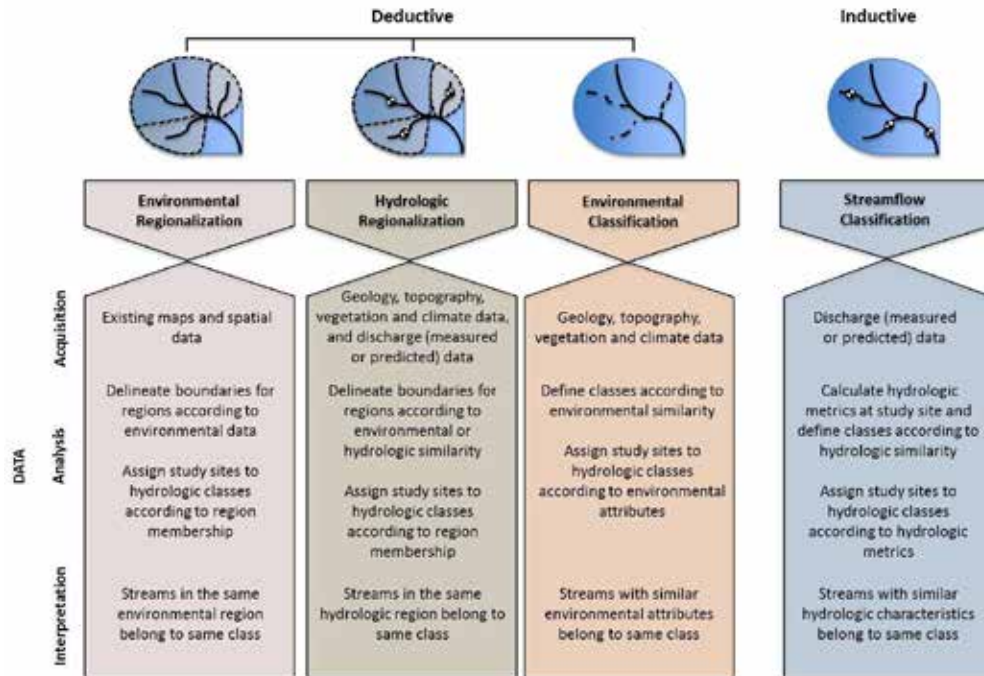 Deductive
Inductive
Environmental
Regionalization
Hydrologic
Regionalization
Environmental
Classification
Streamflow
Classification
DATA
Acquisition
Existing maps and spatial
data
Geology, topography,
vegetation and climate data,
and discharge (measured
or predicted) data
Geology, topography,
vegetation and climate data
Discharge (measured
or predicted) data
Analysis
Delineate boundaries for
regions according to
environmental data
Assign study sites to
hydrologic classes
according to region
membership
Delineate boundaries for
regions according to
environmental or
hydrologic similarity
Assign study sites to
hydrologic classes
according to region
membership
Define classes according to
environmental similarity
Assign study sites to
hydrologic classes
according to environmental
attributes
Calculate hydrologic
metrics at study site and
define classes according to
hydrologic similarity
Assign study sites to
hydrologic classes
according to hydrologic
metrics
Interpretation
Streams in the same
environmental region
belong to same class
Streams in the same
hydrologic region belong to
same class
Streams with similar
environmental attributes
belong to same class
Streams with similar
hydrologic characteristics
belong to same class